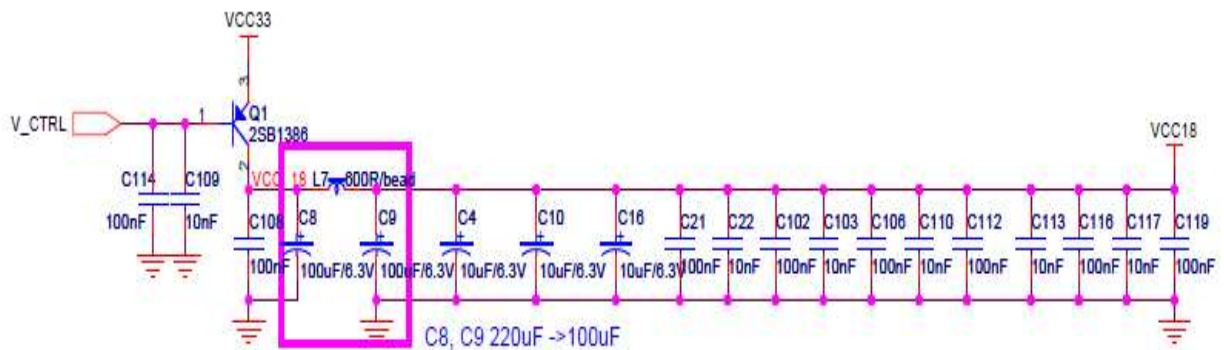 VCC33
3
V_CTRL
1
Q1
2SB1386
2
VCC18
C114
C109
VCC_18
L7
600R/bead
100nF
10nF
C108
C8
C9
C4
C10
C16
C21
C22
C102
C103
C106
C110
C112
C113
C116
C117
C119
100nF
100uF/6.3V
100uF/6.3V
10uF/6.3V
10uF/6.3V
10uF/6.3V
100nF
10nF
100nF
10nF
100nF
10nF
100nF
10nF
100nF
10nF
100nF
C8, C9 220uF ->100uF